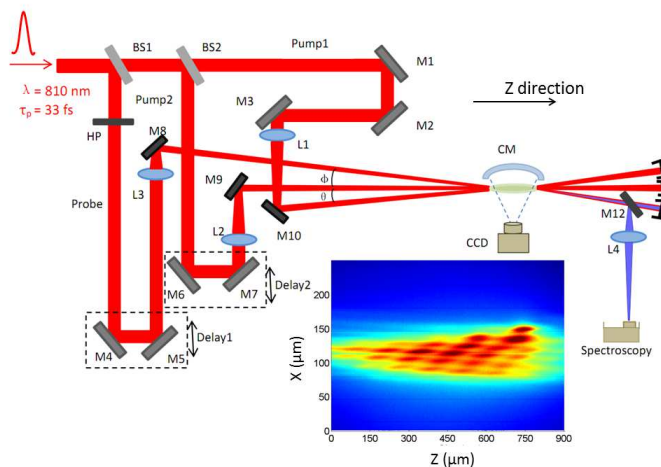 BS1
BS2
Pump1
M1
λ = 810 nm
τp = 33 fs
Pump2
M3
Z direction
HP
M8
L1
M2
CM
L3
M9
ϕ
θ
Probe
L2
M10
M12
CCD
L4
M6
M7
Delay2
M4
M5
Delay1
Spectroscopy
X (μm)
250
200
150
100
50
0
0 150 300 450 600 750 900
Z (μm)